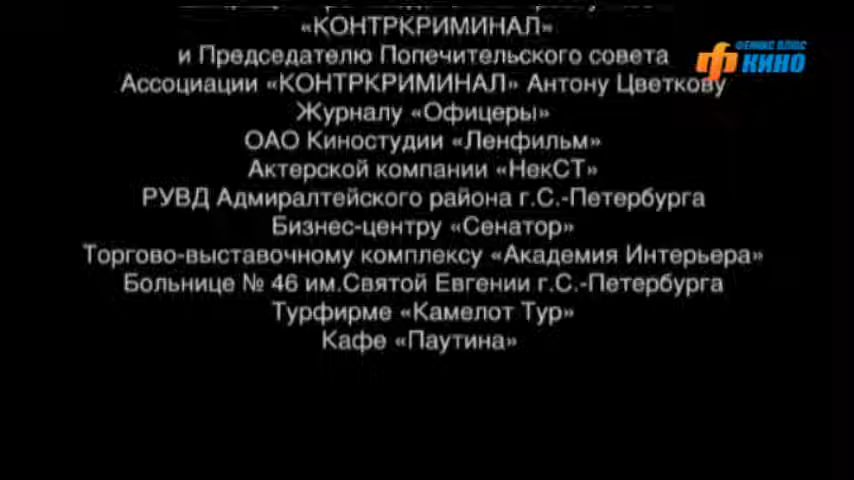 «КОНТРКРИМИНАЛ»
и Председателю Попечительского совета
Ассоциации «КОНТРКРИМИНАЛ» Антону Цветкову
Журналу «Офицеры»
ОАО Киностудии «Ленфильм»
Актерской компании «НекСТ»
РУВД Адмиралтейского района г.С.-Петербурга
Бизнес-центру «Сенатор»
Торгово-выставочному комплексу «Академия Интерьера»
Больнице № 46 им.Святой Евгении г.С.-Петербурга
Турфирме «Камелот Тур»
Кафе «Паутина»
ФЕНИКС ПЛЮС
КИНО